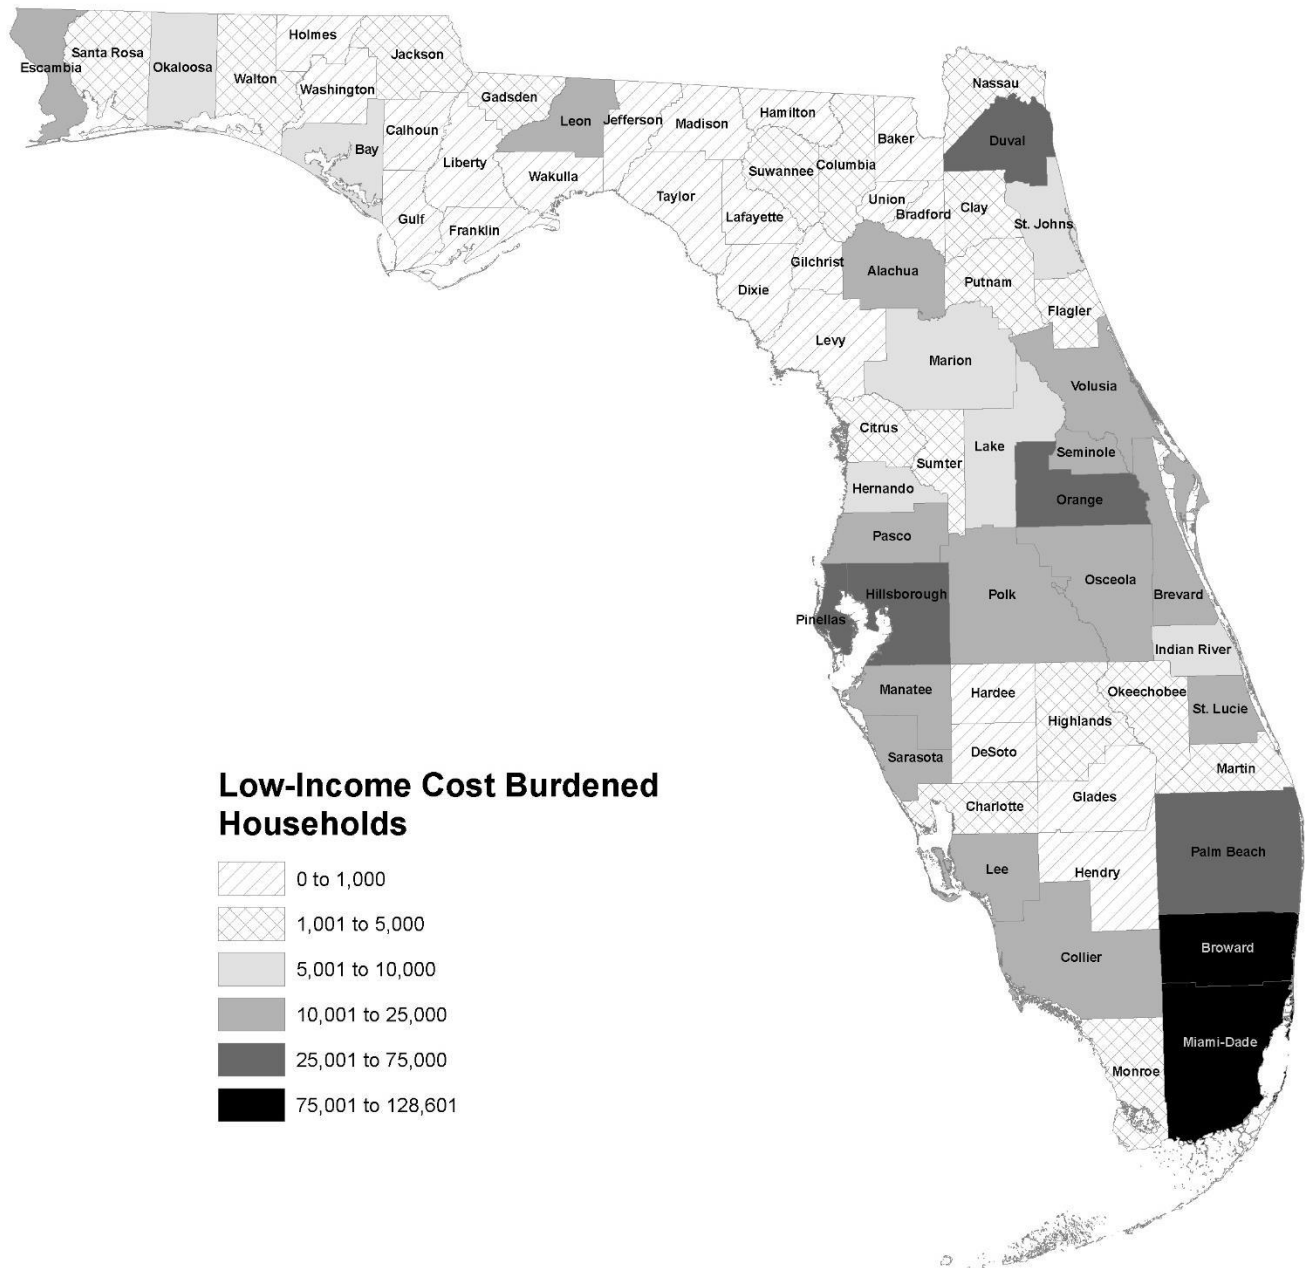 Holmes
Jackson
Santa Rosa
Escambia
Okaloosa
Walton
Washington
Nassau
Gadsden
Hamilton
Leon
Jefferson
Madison
Calhoun
Baker
Duval
Bay
Liberty
Suwannee
Columbia
Wakulla
Taylor
Union
Lafayette
Bradford
Clay
Gulf
Franklin
St. Johns
Gilchrist
Alachua
Putnam
Dixie
Flagler
Levy
Marion
Volusia
Citrus
Lake
Seminole
Sumter
Hernando
Orange
Pasco
Osceola
Hillsborough
Polk
Brevard
Pinellas
Indian River
Manatee
Hardee
Okeechobee
St. Lucie
Highlands
DeSoto
Sarasota
Martin
Glades
Charlotte
Palm Beach
Lee
Hendry
Broward
Collier
Miami-Dade
Monroe
Low-Income Cost Burdened
Households
0 to 1,000
1,001 to 5,000
5,001 to 10,000
10,001 to 25,000
25,001 to 75,000
75,001 to 128,601